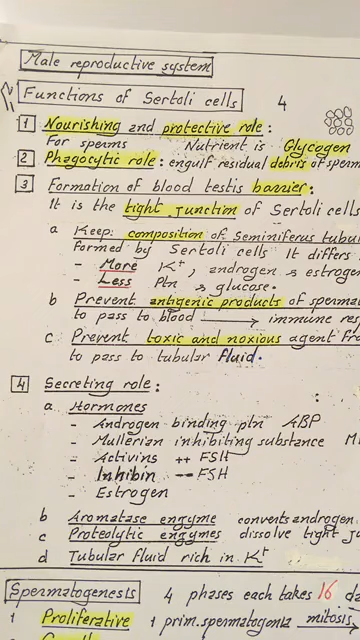 Male reproductive system
Functions of Sertoli cells 4
1 Nourishing and protective role:
For sperms Nutrient is Glycogen
2 Phagocytic role: engulf residual debris of sperm
3 Formation of blood testis barrier:
It is the tight junction of Sertoli cells
a Keep composition of Seminiferus tubu
formed by Sertoli cells It differs
- More K+, androgen & estroge
- Less Ptn & glucose.
b Prevent antigenic products of spermat
to pass to blood → immune res
c Prevent toxic and noxious agent fr
to pass to tubular fluid.
4 Secreting role:
a Hormones
- Androgen binding ptn ABP
- Mullerian inhibiting substance M
- Activins ++ FSH
- Inhibin -- FSH
- Estrogen
b Aromatase engyme converts androgen
c Proteolytic engymes dissolve tight ju
d Tubular fluid rich in K+
Spermatogenesis 4 phases each takes 16 da
1 Proliferative 1 prim.spermatogonia mitosis